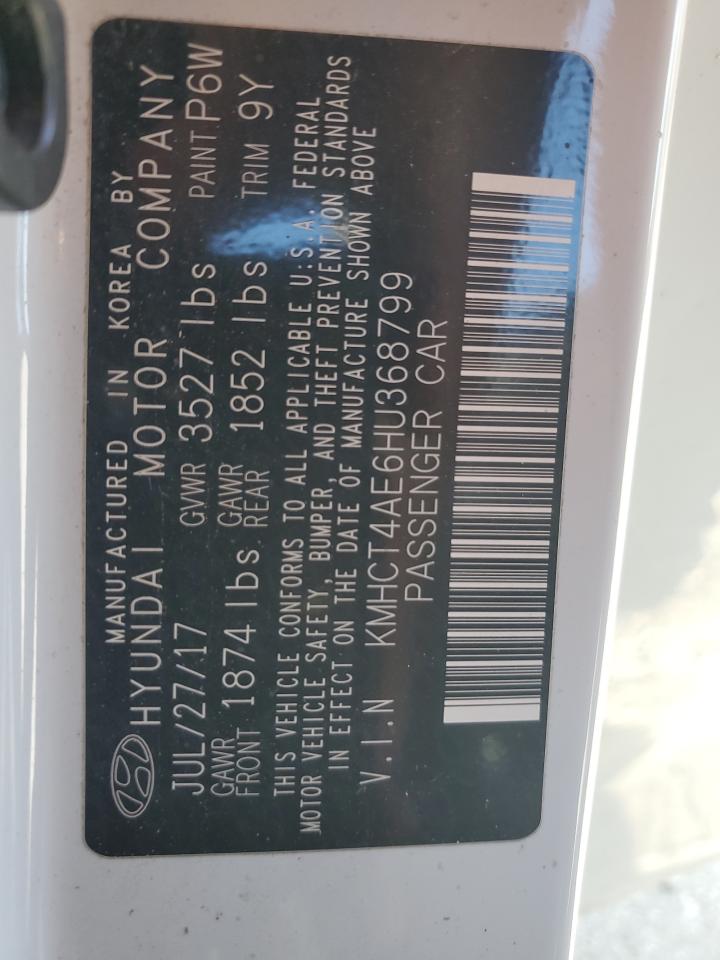 MANUFACTURED IN KOREA BY
HYUNDAI MOTOR COMPANY
JUL/27/17 GVWR 3527 lbs PAINT P6W
GAWR FRONT 1874 lbs GAWR REAR 1852 lbs TRIM 9Y
THIS VEHICLE CONFORMS TO ALL APPLICABLE U.S.A. FEDERAL
MOTOR VEHICLE SAFETY, BUMPER, AND THEFT PREVENTION STANDARDS
IN EFFECT ON THE DATE OF MANUFACTURE SHOWN ABOVE
V.I.N KMHCT4AE6HU368799
PASSENGER CAR